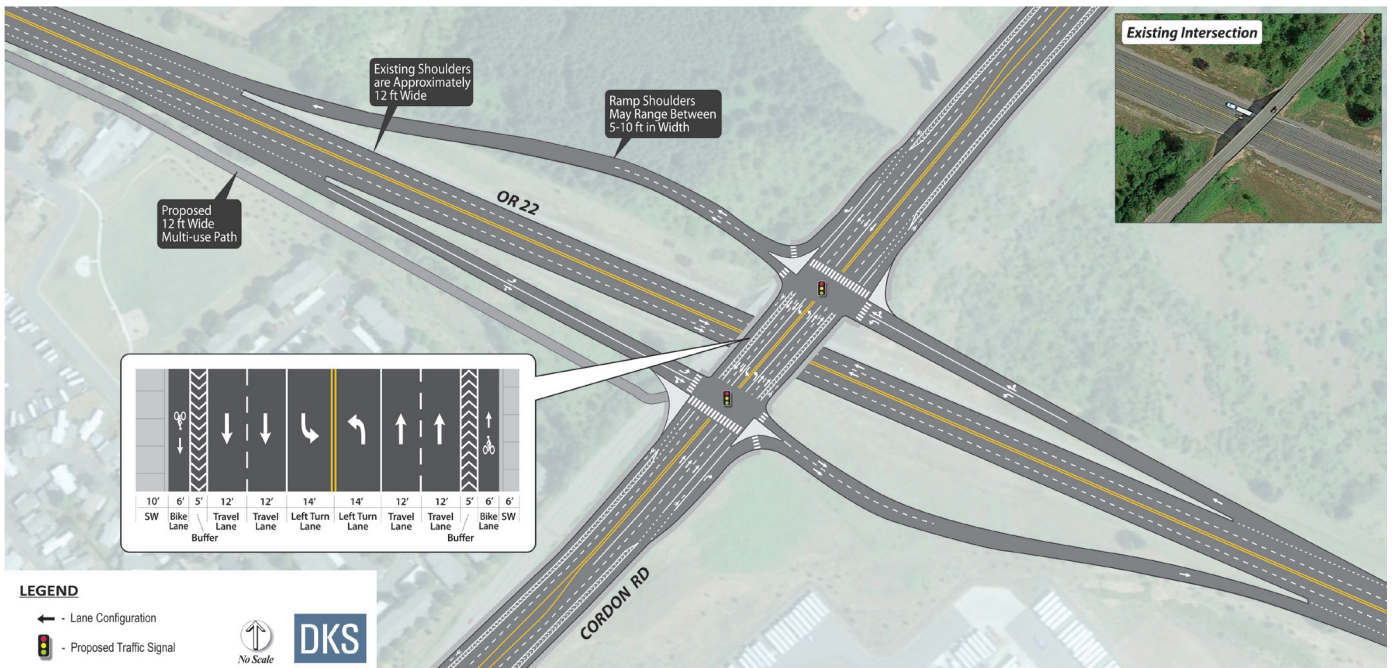 Existing Intersection
Existing Shoulders
are Approximately
12 ft Wide
Ramp Shoulders
May Range Between
5-10 ft in Width
OR 22
Proposed
12 ft Wide
Multi-use Path
10' 6' 5' 12' 12' 14' 14' 12' 12' 5' 6' 6'
SW Bike Lane Travel Lane Travel Lane Left Turn Lane Left Turn Lane Travel Lane Travel Lane Bike Lane SW
Buffer Buffer
CORDON RD
LEGEND
- Lane Configuration
- Proposed Traffic Signal
No Scale
DKS